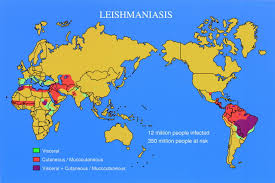 LEISHMANIASIS
12 million people infected
350 million people at risk
Visceral
Cutaneous / Mucocutaneous
Visceral + Cutaneous / Mucocutaneous